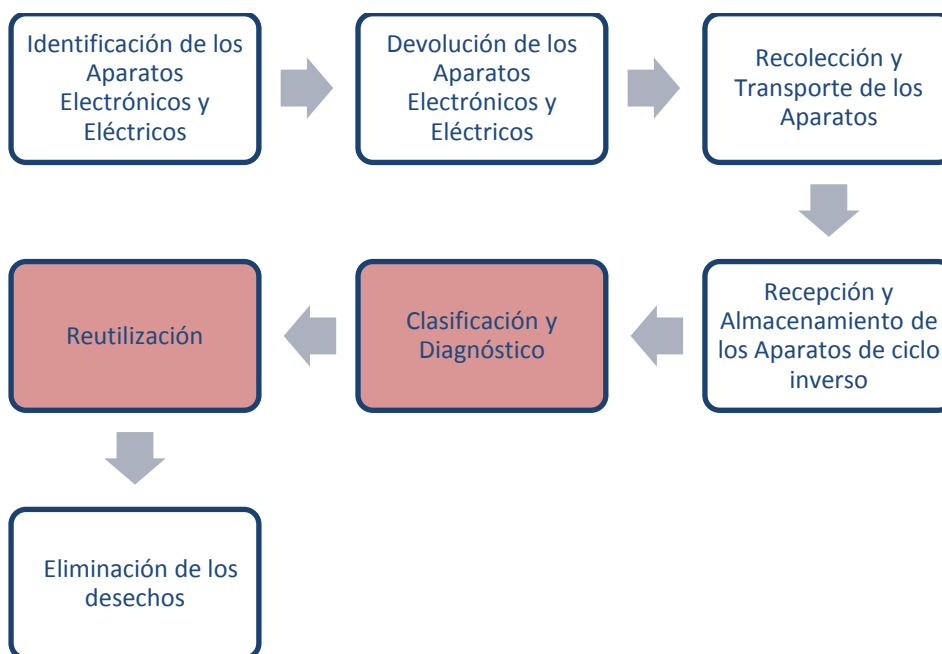 Identificación de los
Aparatos
Electrónicos y
Eléctricos
Devolución de los
Aparatos
Electrónicos y
Eléctricos
Recolección y
Transporte de los
Aparatos
Recepción y
Almacenamiento de
los Aparatos de ciclo
inverso
Clasificación y
Diagnóstico
Reutilización
Eliminación de los
desechos